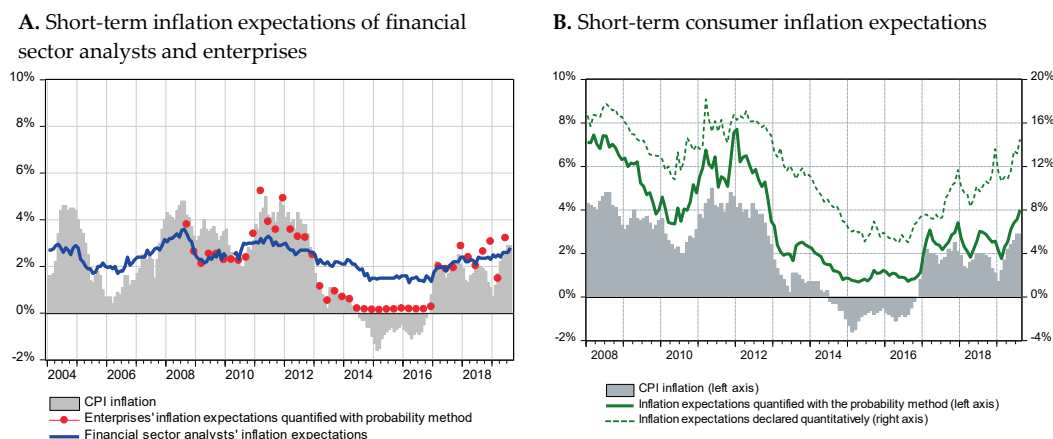 A. Short-term inflation expectations of financial
sector analysts and enterprises
10%
8%
6%
4%
2%
0%
-2%
2004 2006 2008 2010 2012 2014 2016 2018
CPI inflation
Enterprises' inflation expectations quantified with probability method
Financial sector analysts' inflation expectations
B. Short-term consumer inflation expectations
10% 20%
8% 16%
6% 12%
4% 8%
2% 4%
0% 0%
-2% -4%
2008 2010 2012 2014 2016 2018
CPI inflation (left axis)
Inflation expectations quantified with the probability method (left axis)
Inflation expectations declared quantitatively (right axis)